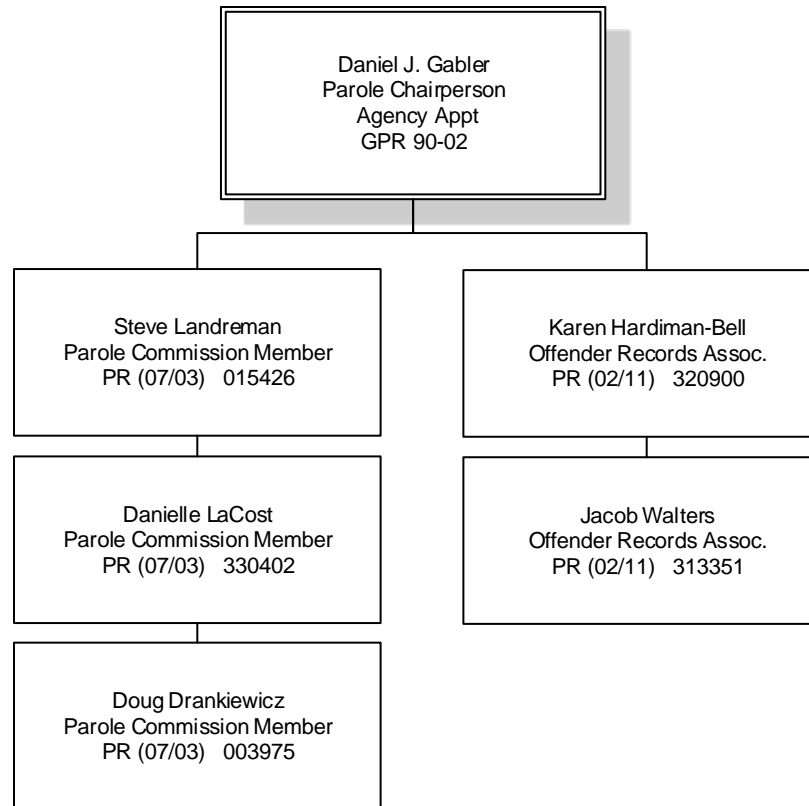 Daniel J. Gabler
Parole Chairperson
Agency Appt
GPR 90-02
Steve Landreman
Parole Commission Member
PR (07/03) 015426
Karen Hardiman-Bell
Offender Records Assoc.
PR (02/11) 320900
Danielle LaCost
Parole Commission Member
PR (07/03) 330402
Jacob Walters
Offender Records Assoc.
PR (02/11) 313351
Doug Drankiewicz
Parole Commission Member
PR (07/03) 003975